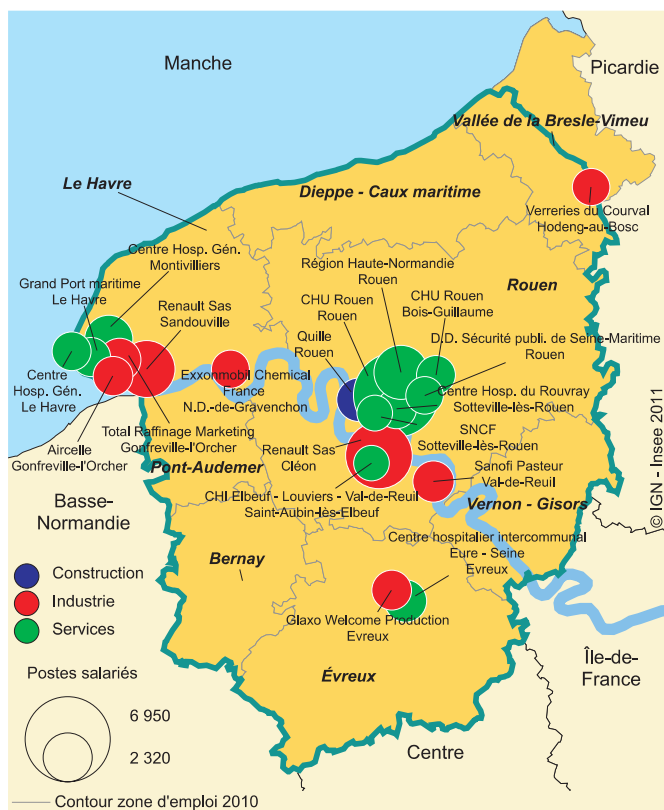 Manche
Picardie
Vallée de la Bresle-Vimeu
Le Havre
Dieppe - Caux maritime
Verreries du Courval
Hodeng-au-Bosc
Centre Hosp. Gén.
Montivilliers
Région Haute-Normandie
Rouen
Rouen
Grand Port maritime
Le Havre
Renault Sas
Sandouville
CHU Rouen
Rouen
CHU Rouen
Bois-Guillaume
Quille
Rouen
D.D. Sécurité publi. de Seine-Maritime
Rouen
Centre
Hosp. Gén.
Le Havre
Exxonmobil Chemical
France
N.D.-de-Gravenchon
Centre Hosp. du Rouvray
Sotteville-lès-Rouen
Total Raffinage Marketing
Gonfreville-l'Orcher
Aircelle
Gonfreville-l'Orcher
Renault Sas
Cléon
SNCF
Sotteville-lès-Rouen
Pont-Audemer
Sanofi Pasteur
Val-de-Reuil
CHI Elbeuf - Louviers - Val-de-Reuil
Saint-Aubin-lès-Elbeuf
Vernon - Gisors
Basse-
Normandie
Centre hospitalier intercommunal
Eure - Seine
Evreux
Bernay
Construction
Industrie
Services
Glaxo Welcome Production
Evreux
Postes salariés
6 950
2 320
Évreux
Île-de-
France
Centre
Contour zone d'emploi 2010
© IGN - Insee 2011